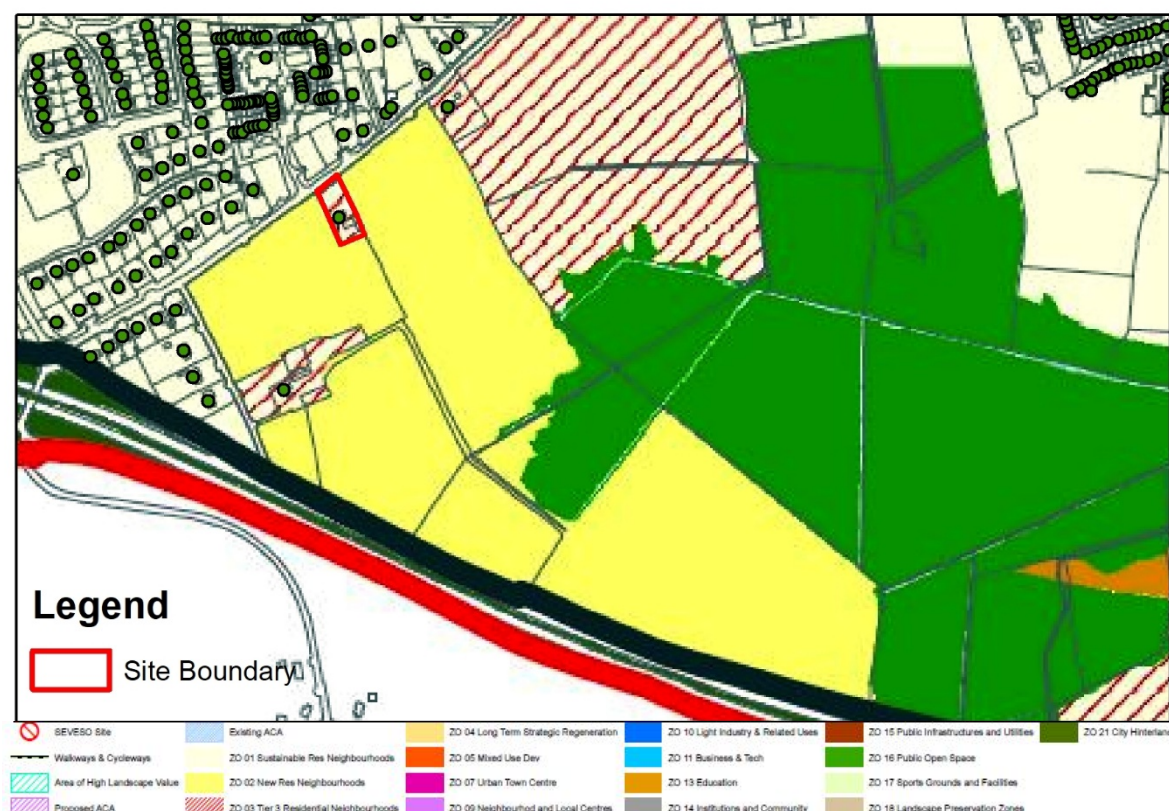 Legend
Site Boundary
SEVESO Site
Walkways & Cycleways
Area of High Landscape Value
Proposed ACA
Existing ACA
ZO 01 Sustainable Res Neighbourhoods
ZO 02 New Res Neighbourhoods
ZO 03 Tier 3 Residential Neighbourhoods
ZO 04 Long Term Strategic Regeneration
ZO 05 Mixed Use Dev
ZO 07 Urban Town Centre
ZO 09 Neighbourhod and Local Centres
ZO 10 Light Industry & Related Uses
ZO 11 Business & Tech
ZO 13 Education
ZO 14 Institutions and Community
ZO 15 Public Infrastructures and Utilities
ZO 16 Public Open Space
ZO 17 Sports Grounds and Facilities
ZO 18 Landscape Preservation Zones
ZO 21 City Hinterland